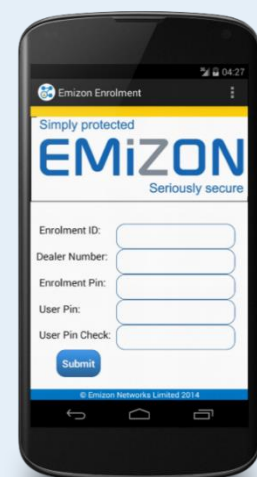 04:27
Emizon Enrolment
Simply protected
EMiZON
Seriously secure
Enrolment ID:
Dealer Number:
Enrolment Pin:
User Pin:
User Pin Check:
Submit
© Emizon Networks Limited 2014